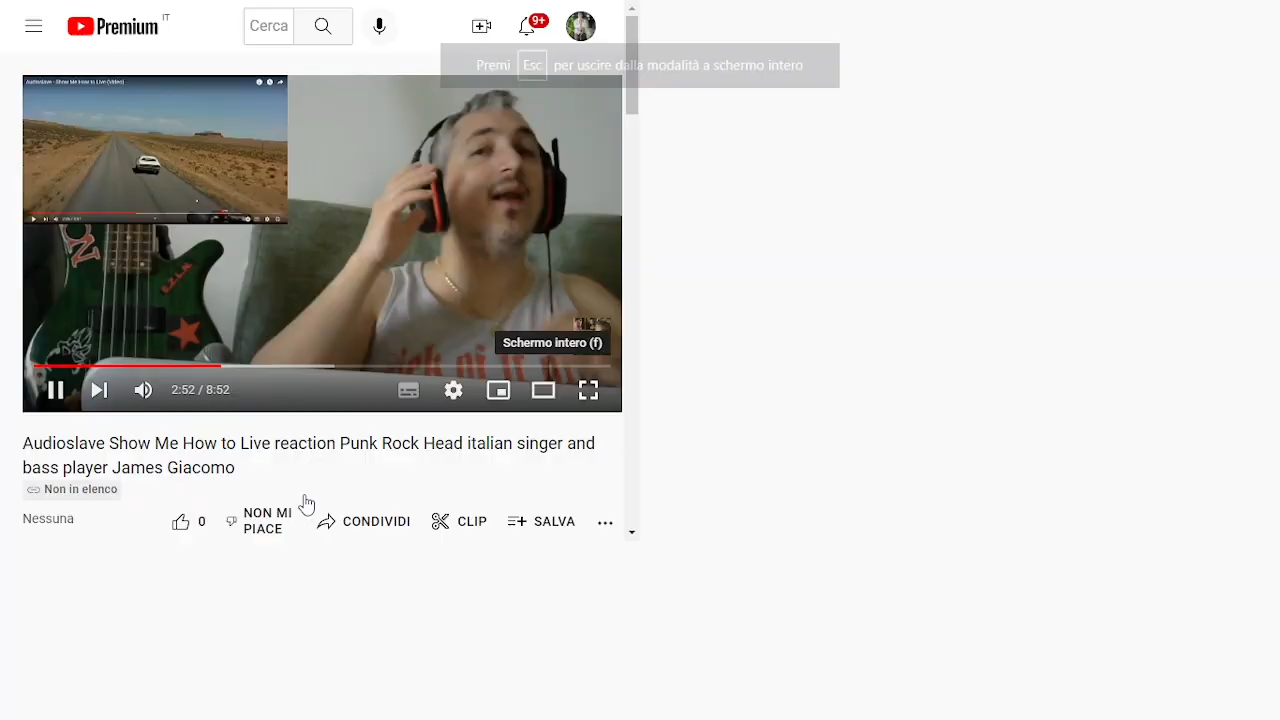 Premium IT
Cerca
9+
Premi Esc per uscire dalla modalità a schermo intero
Audioslave - Show Me How to Live (Video)
Schermo intero (f)
2:52 / 8:52
Audioslave Show Me How to Live reaction Punk Rock Head italian singer and
bass player James Giacomo
Non in elenco
Nessuna
0
NON MI
PIACE
CONDIVIDI
CLIP
SALVA